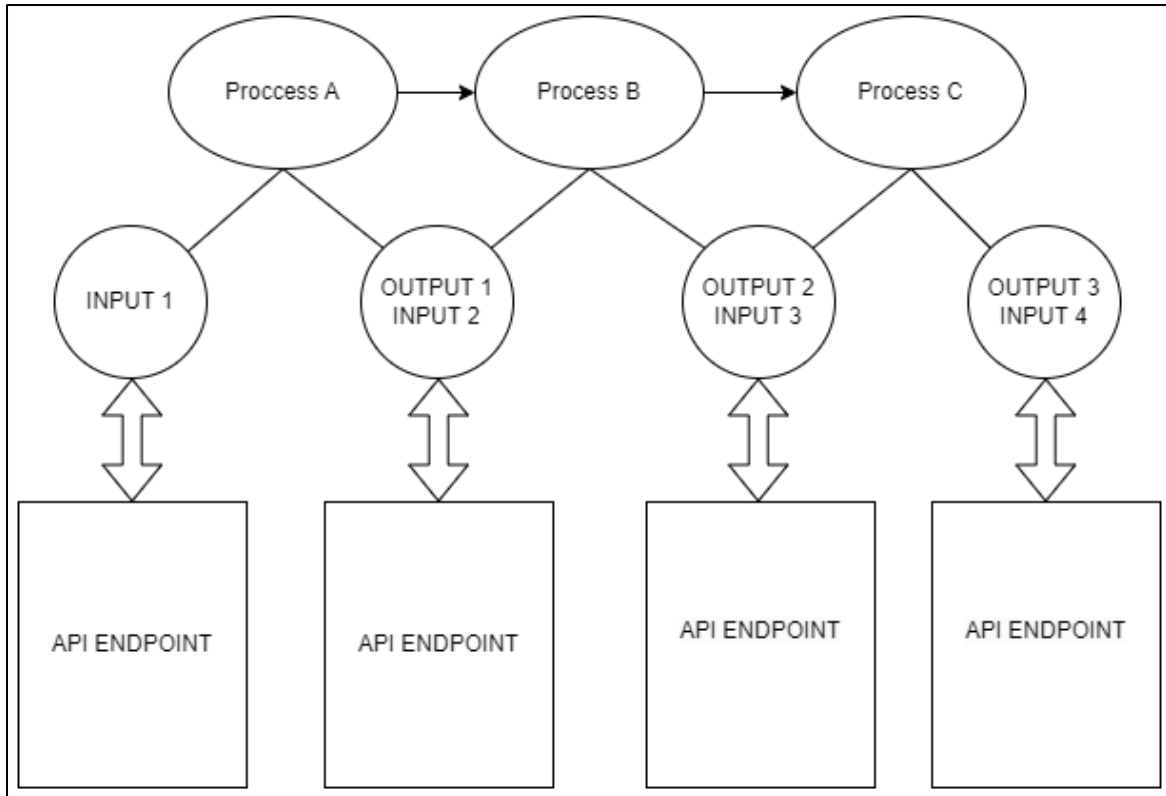 Proccess A
Process B
Process C
INPUT 1
OUTPUT 1
INPUT 2
OUTPUT 2
INPUT 3
OUTPUT 3
INPUT 4
API ENDPOINT
API ENDPOINT
API ENDPOINT
API ENDPOINT